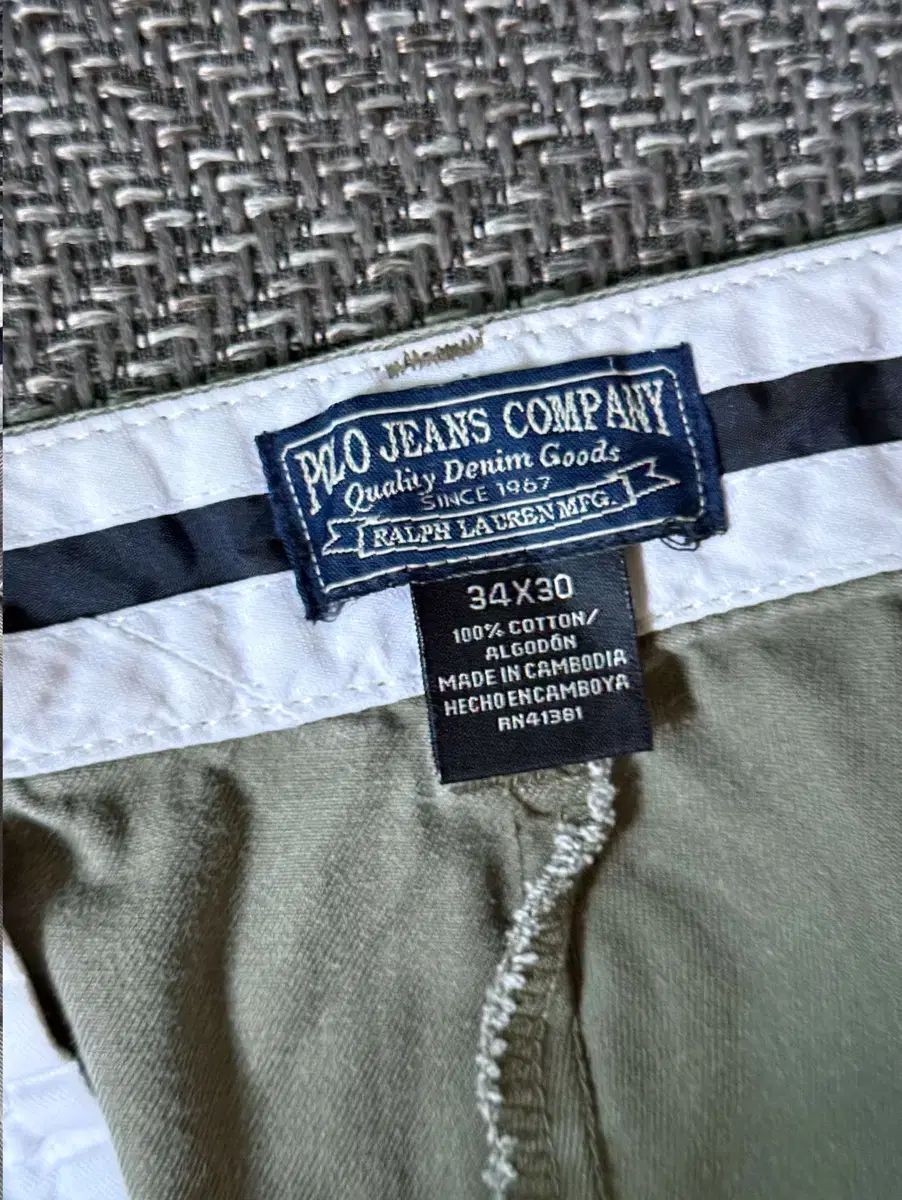 POLO JEANS COMPANY
Quality Denim Goods
SINCE 1967
RALPH LAUREN MFG.
34X30
100% COTTON/
ALGODÓN
MADE IN CAMBODIA
HECHO EN CAMBOYA
RN41381